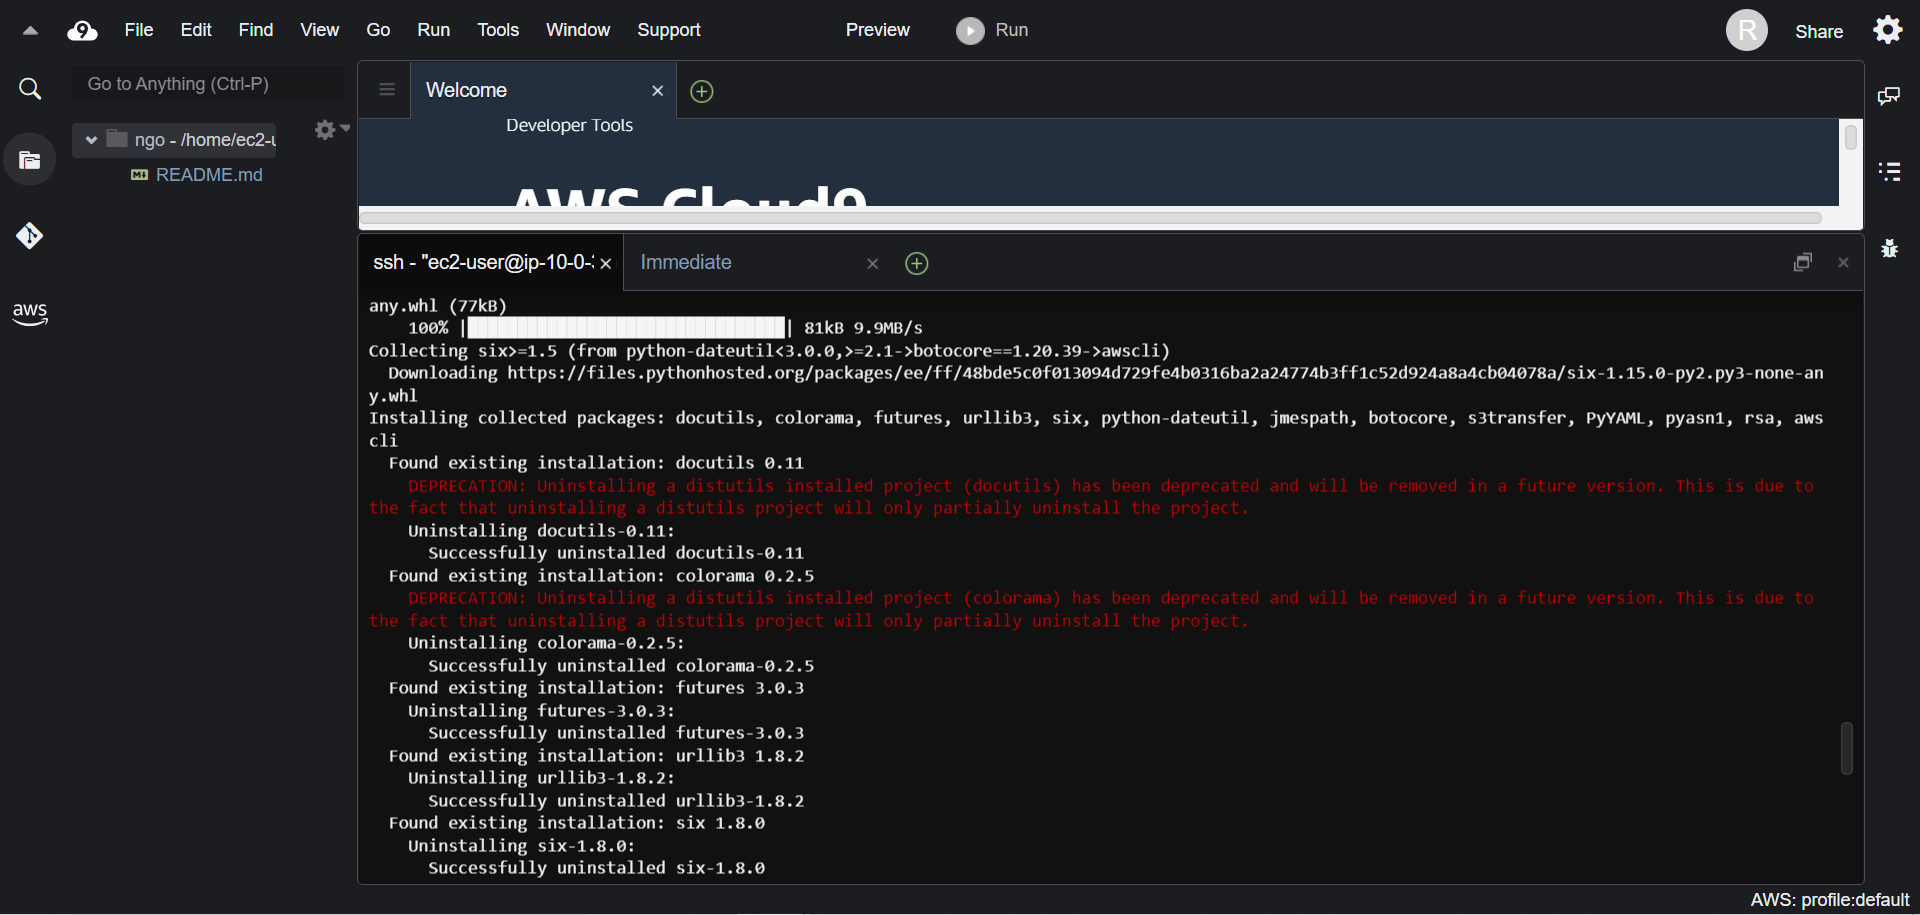 File Edit Find View Go Run Tools Window Support Preview Run R Share
Go to Anything (Ctrl-P)
Welcome
ngo - /home/ec2-u
README.md
aws
Developer Tools
AWS Cloud9
ssh - "ec2-user@ip-10-0-
Immediate
any.whl (77kB)
100% |████████████████████████████████| 81kB 9.9MB/s
Collecting six>=1.5 (from python-dateutil<3.0.0,>=2.1->botocore==1.20.39->awscli)
Downloading https://files.pythonhosted.org/packages/ee/ff/48bde5c0f013094d729fe4b0316ba2a24774b3ff1c52d924a8a4cb04078a/six-1.15.0-py2.py3-none-an
y.whl
Installing collected packages: docutils, colorama, futures, urllib3, six, python-dateutil, jmespath, botocore, s3transfer, PyYAML, pyasn1, rsa, aws
cli
Found existing installation: docutils 0.11
DEPRECATION: Uninstalling a distutils installed project (docutils) has been deprecated and will be removed in a future version. This is due to
the fact that uninstalling a distutils project will only partially uninstall the project.
Uninstalling docutils-0.11:
Successfully uninstalled docutils-0.11
Found existing installation: colorama 0.2.5
DEPRECATION: Uninstalling a distutils installed project (colorama) has been deprecated and will be removed in a future version. This is due to
the fact that uninstalling a distutils project will only partially uninstall the project.
Uninstalling colorama-0.2.5:
Successfully uninstalled colorama-0.2.5
Found existing installation: futures 3.0.3
Uninstalling futures-3.0.3:
Successfully uninstalled futures-3.0.3
Found existing installation: urllib3 1.8.2
Uninstalling urllib3-1.8.2:
Successfully uninstalled urllib3-1.8.2
Found existing installation: six 1.8.0
Uninstalling six-1.8.0:
Successfully uninstalled six-1.8.0
AWS: profile:default